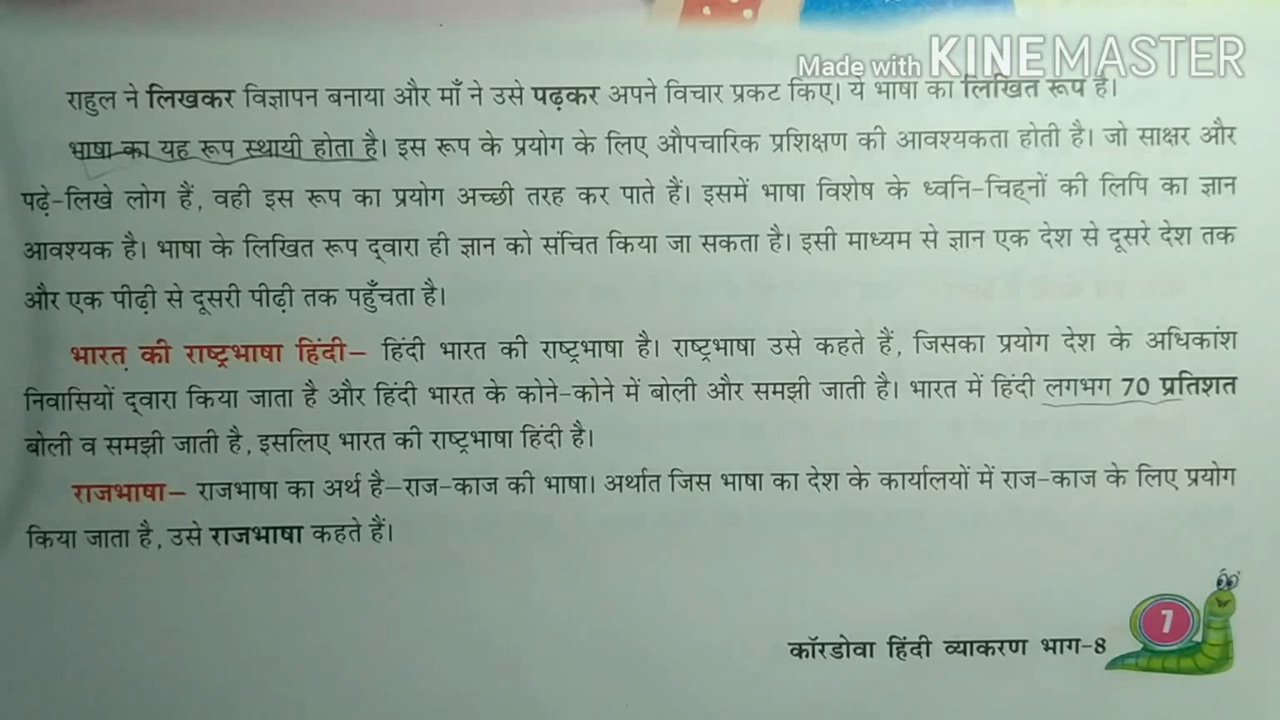 Made with KINEMASTER
राहुल ने लिखकर विज्ञापन बनाया और माँ ने उसे पढ़कर अपने विचार प्रकट किए। ये भाषा का लिखित रूप है।
भाषा का यह रूप स्थायी होता है। इस रूप के प्रयोग के लिए औपचारिक प्रशिक्षण की आवश्यकता होती है। जो साक्षर और
पढ़े-लिखे लोग हैं, वही इस रूप का प्रयोग अच्छी तरह कर पाते हैं। इसमें भाषा विशेष के ध्वनि-चिह्नों की लिपि का ज्ञान
आवश्यक है। भाषा के लिखित रूप द्वारा ही ज्ञान को संचित किया जा सकता है। इसी माध्यम से ज्ञान एक देश से दूसरे देश तक
और एक पीढ़ी से दूसरी पीढ़ी तक पहुँचता है।
भारत की राष्ट्रभाषा हिंदी– हिंदी भारत की राष्ट्रभाषा है। राष्ट्रभाषा उसे कहते हैं, जिसका प्रयोग देश के अधिकांश
निवासियों द्वारा किया जाता है और हिंदी भारत के कोने-कोने में बोली और समझी जाती है। भारत में हिंदी लगभग 70 प्रतिशत
बोली व समझी जाती है, इसलिए भारत की राष्ट्रभाषा हिंदी है।
राजभाषा– राजभाषा का अर्थ है–राज-काज की भाषा। अर्थात जिस भाषा का देश के कार्यालयों में राज-काज के लिए प्रयोग
किया जाता है, उसे राजभाषा कहते हैं।
कॉरडोवा हिंदी व्याकरण भाग-8
7